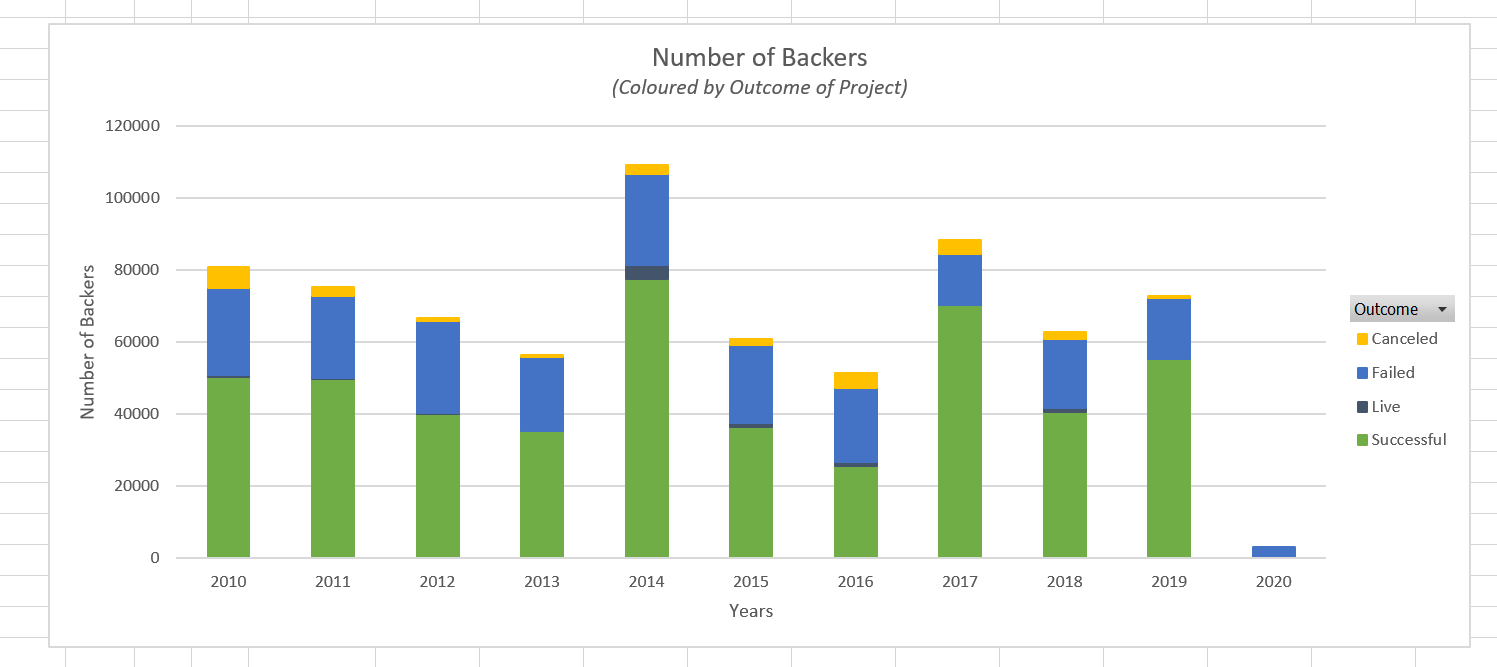 Number of Backers
(Coloured by Outcome of Project)
120000
100000
80000
60000
40000
20000
0
Number of Backers
2010 2011 2012 2013 2014 2015 2016 2017 2018 2019 2020
Years
Outcome
Canceled
Failed
Live
Successful